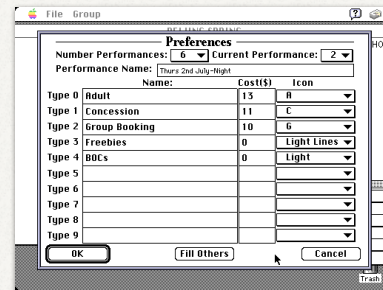 File Group
BEIJING SPRING
Preferences
Number Performances: 6 Current Performance: 2
Performance Name: Thurs 2nd July-Night
Name: Cost($) Icon
Type 0 Adult 13 A
Type 1 Concession 11 C
Type 2 Group Booking 10 G
Type 3 Freebies 0 Light Lines
Type 4 BOCs 0 Light
Type 5
Type 6
Type 7
Type 8
Type 9
OK Fill Others Cancel
Trash